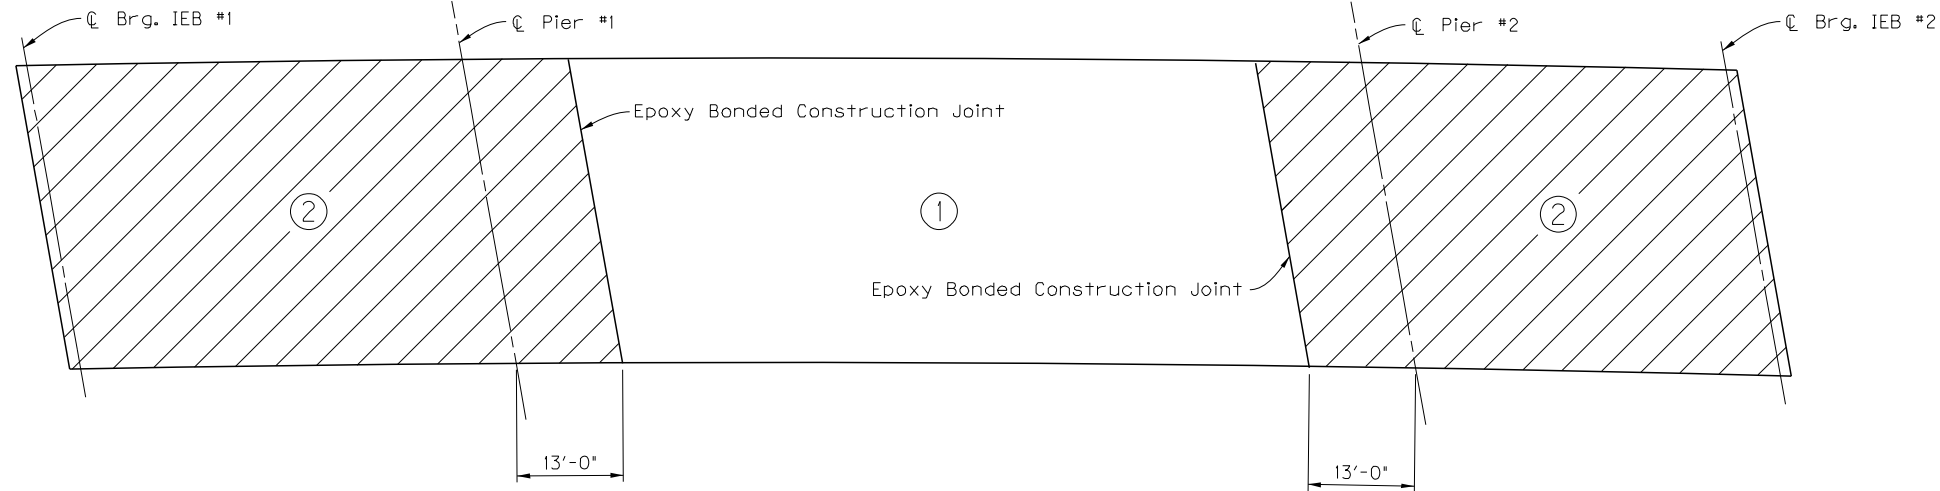 ℄ Brg. IEB #1
℄ Pier #1
℄ Pier #2
℄ Brg. IEB #2
Epoxy Bonded Construction Joint
2
1
2
Epoxy Bonded Construction Joint
13'-0"
13'-0"